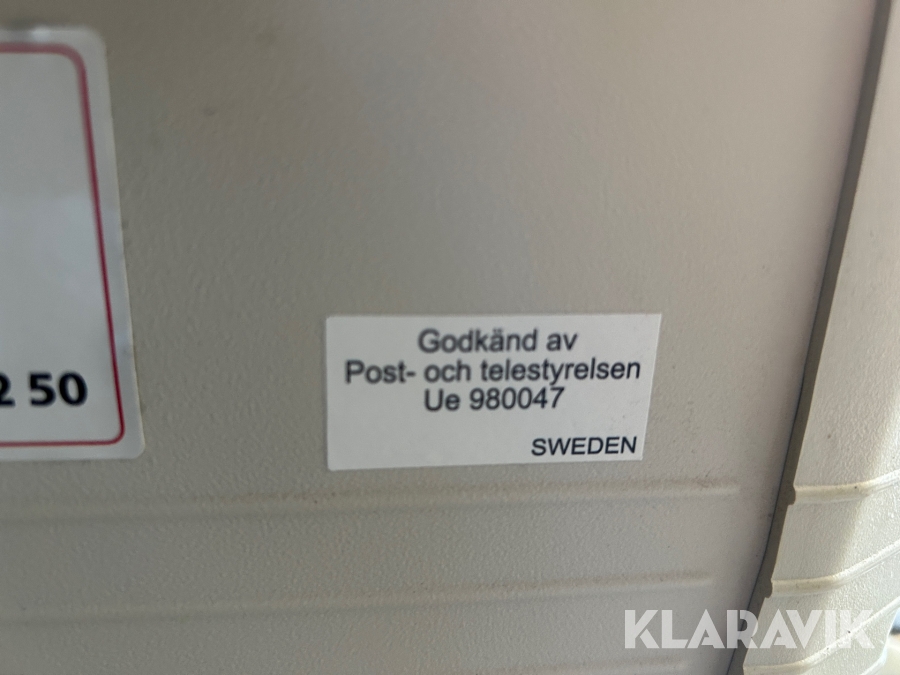 2 50
Godkänd av
Post- och telestyrelsen
Ue 980047
SWEDEN
KLARAVIK